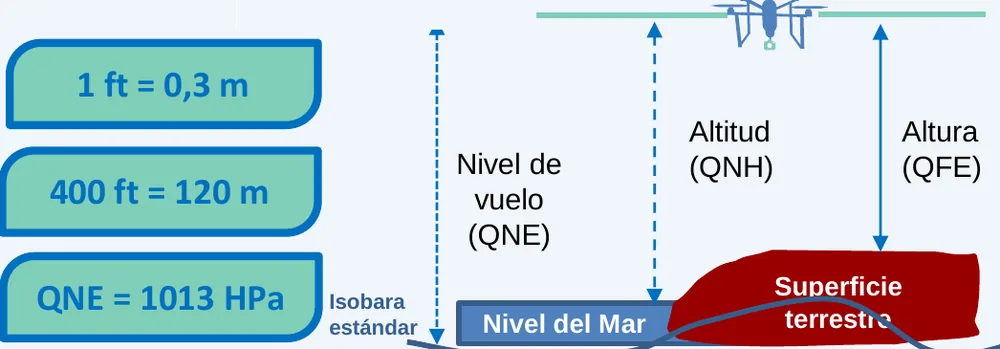 1 ft = 0,3 m
400 ft = 120 m
QNE = 1013 HPa
Isobara
estándar
Nivel de
vuelo
(QNE)
Altitud
(QNH)
Altura
(QFE)
Nivel del Mar
Superficie
terrestre